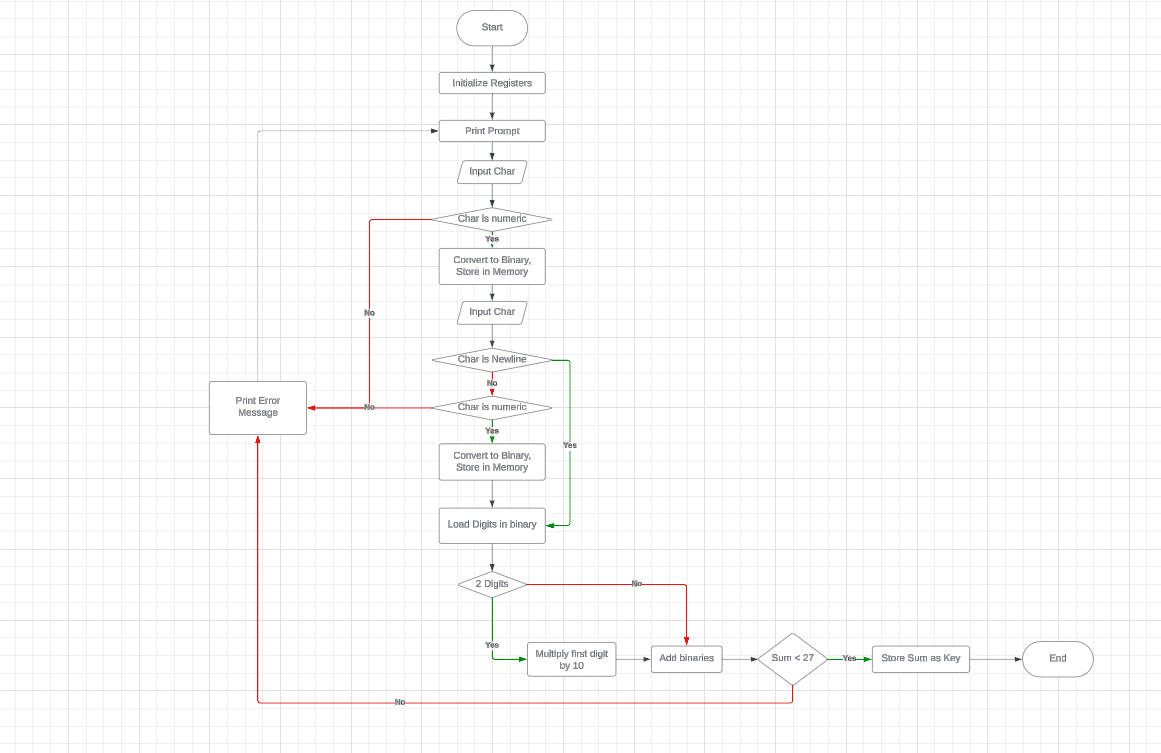 Start
Initialize Registers
Print Prompt
Input Char
Char is numeric
Yes
Convert to Binary,
Store in Memory
Input Char
No
Char is Newline
No
Print Error
Message
No
Char is numeric
Yes
Yes
Convert to Binary,
Store in Memory
Load Digits in binary
2 Digits
No
Yes
Multiply first digit
by 10
Add binaries
Sum < 27
Yes
Store Sum as Key
End
No